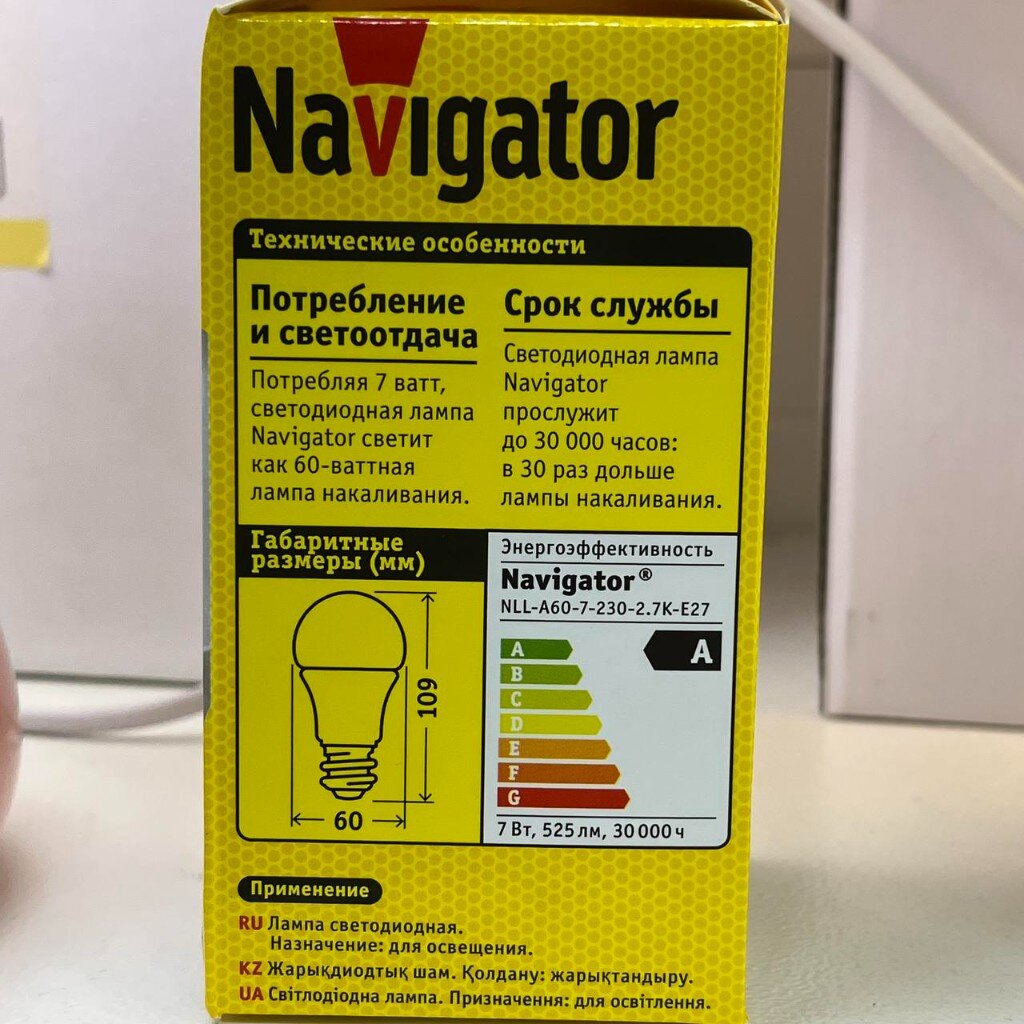 Navigator
Технические особенности
Потребление
и светоотдача
Потребляя 7 ватт,
светодиодная лампа
Navigator светит
как 60-ваттная
лампа накаливания.
Срок службы
Светодиодная лампа
Navigator
прослужит
до 30 000 часов:
в 30 раз дольше
лампы накаливания.
Габаритные
размеры (мм)
109
60
Энергоэффективность
Navigator®
NLL-A60-7-230-2.7K-E27
A
A
B
C
D
E
F
G
7 Вт, 525 лм, 30 000 ч
Применение
RU Лампа светодиодная.
Назначение: для освещения.
KZ Жарықдиодтық шам. Қолдану: жарықтандыру.
UA Світлодіодна лампа. Призначення: для освітлення.